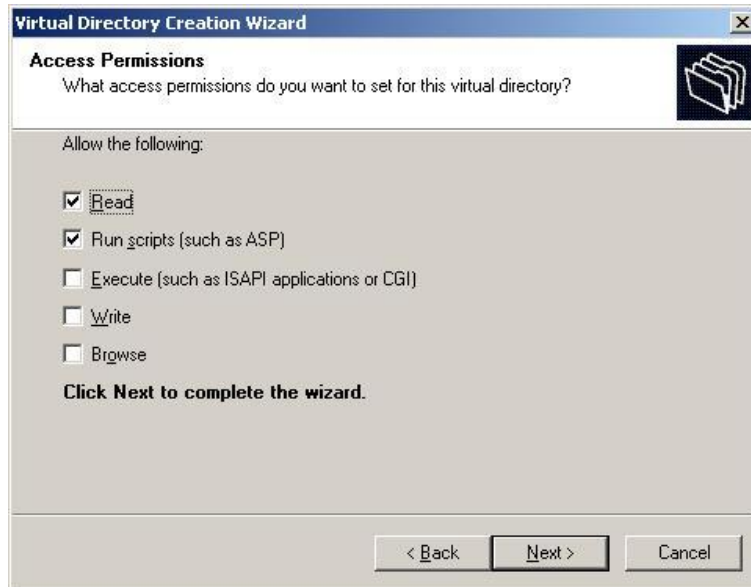 Virtual Directory Creation Wizard
Access Permissions
What access permissions do you want to set for this virtual directory?
Allow the following:
Read
Run scripts (such as ASP)
Execute (such as ISAPI applications or CGI)
Write
Browse
Click Next to complete the wizard.
< Back Next > Cancel